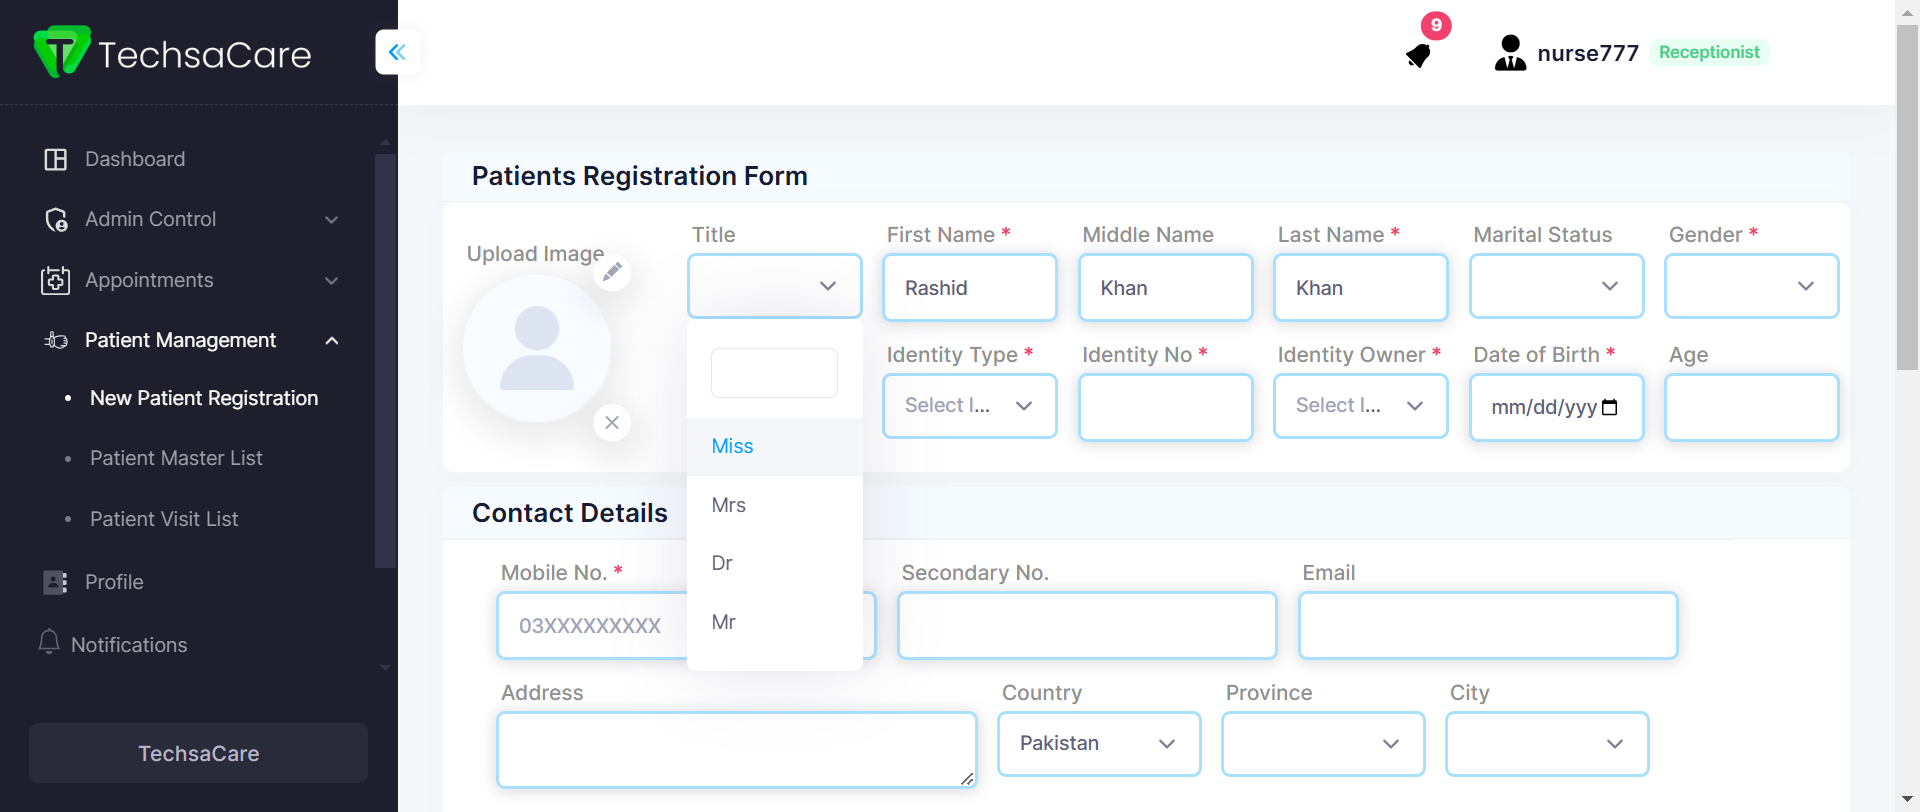 TechsaCare
9
nurse777 Receptionist
Dashboard
Admin Control
Appointments
Patient Management
New Patient Registration
Patient Master List
Patient Visit List
Profile
Notifications
TechsaCare
Patients Registration Form
Upload Image
Title
First Name *
Middle Name
Last Name *
Marital Status
Gender *
Rashid
Khan
Khan
Identity Type *
Identity No *
Identity Owner *
Date of Birth *
Age
Select I...
Select I...
mm/dd/yyy
Miss
Mrs
Dr
Mr
Contact Details
Mobile No. *
Secondary No.
Email
03XXXXXXXXX
Address
Country
Province
City
Pakistan